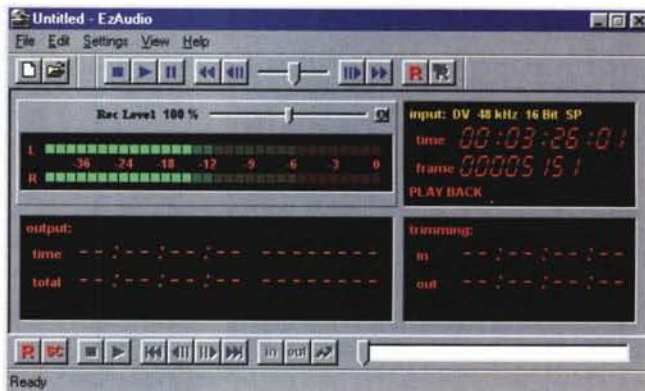 Untitled - EzAudio
File Edit Settings View Help
R R
Rec Level 100 %
L
-36 -24 -18 -12 -9 -6 -3 0
R
input: DV 48 kHz 16 Bit SP
time 00:03:26:01
frame 00005151
PLAY BACK
output:
time --:--:--:-- --------
total --:--:--:-- --------
trimming:
in --:--:--:--
out --:--:--:--
R SC in out
Ready